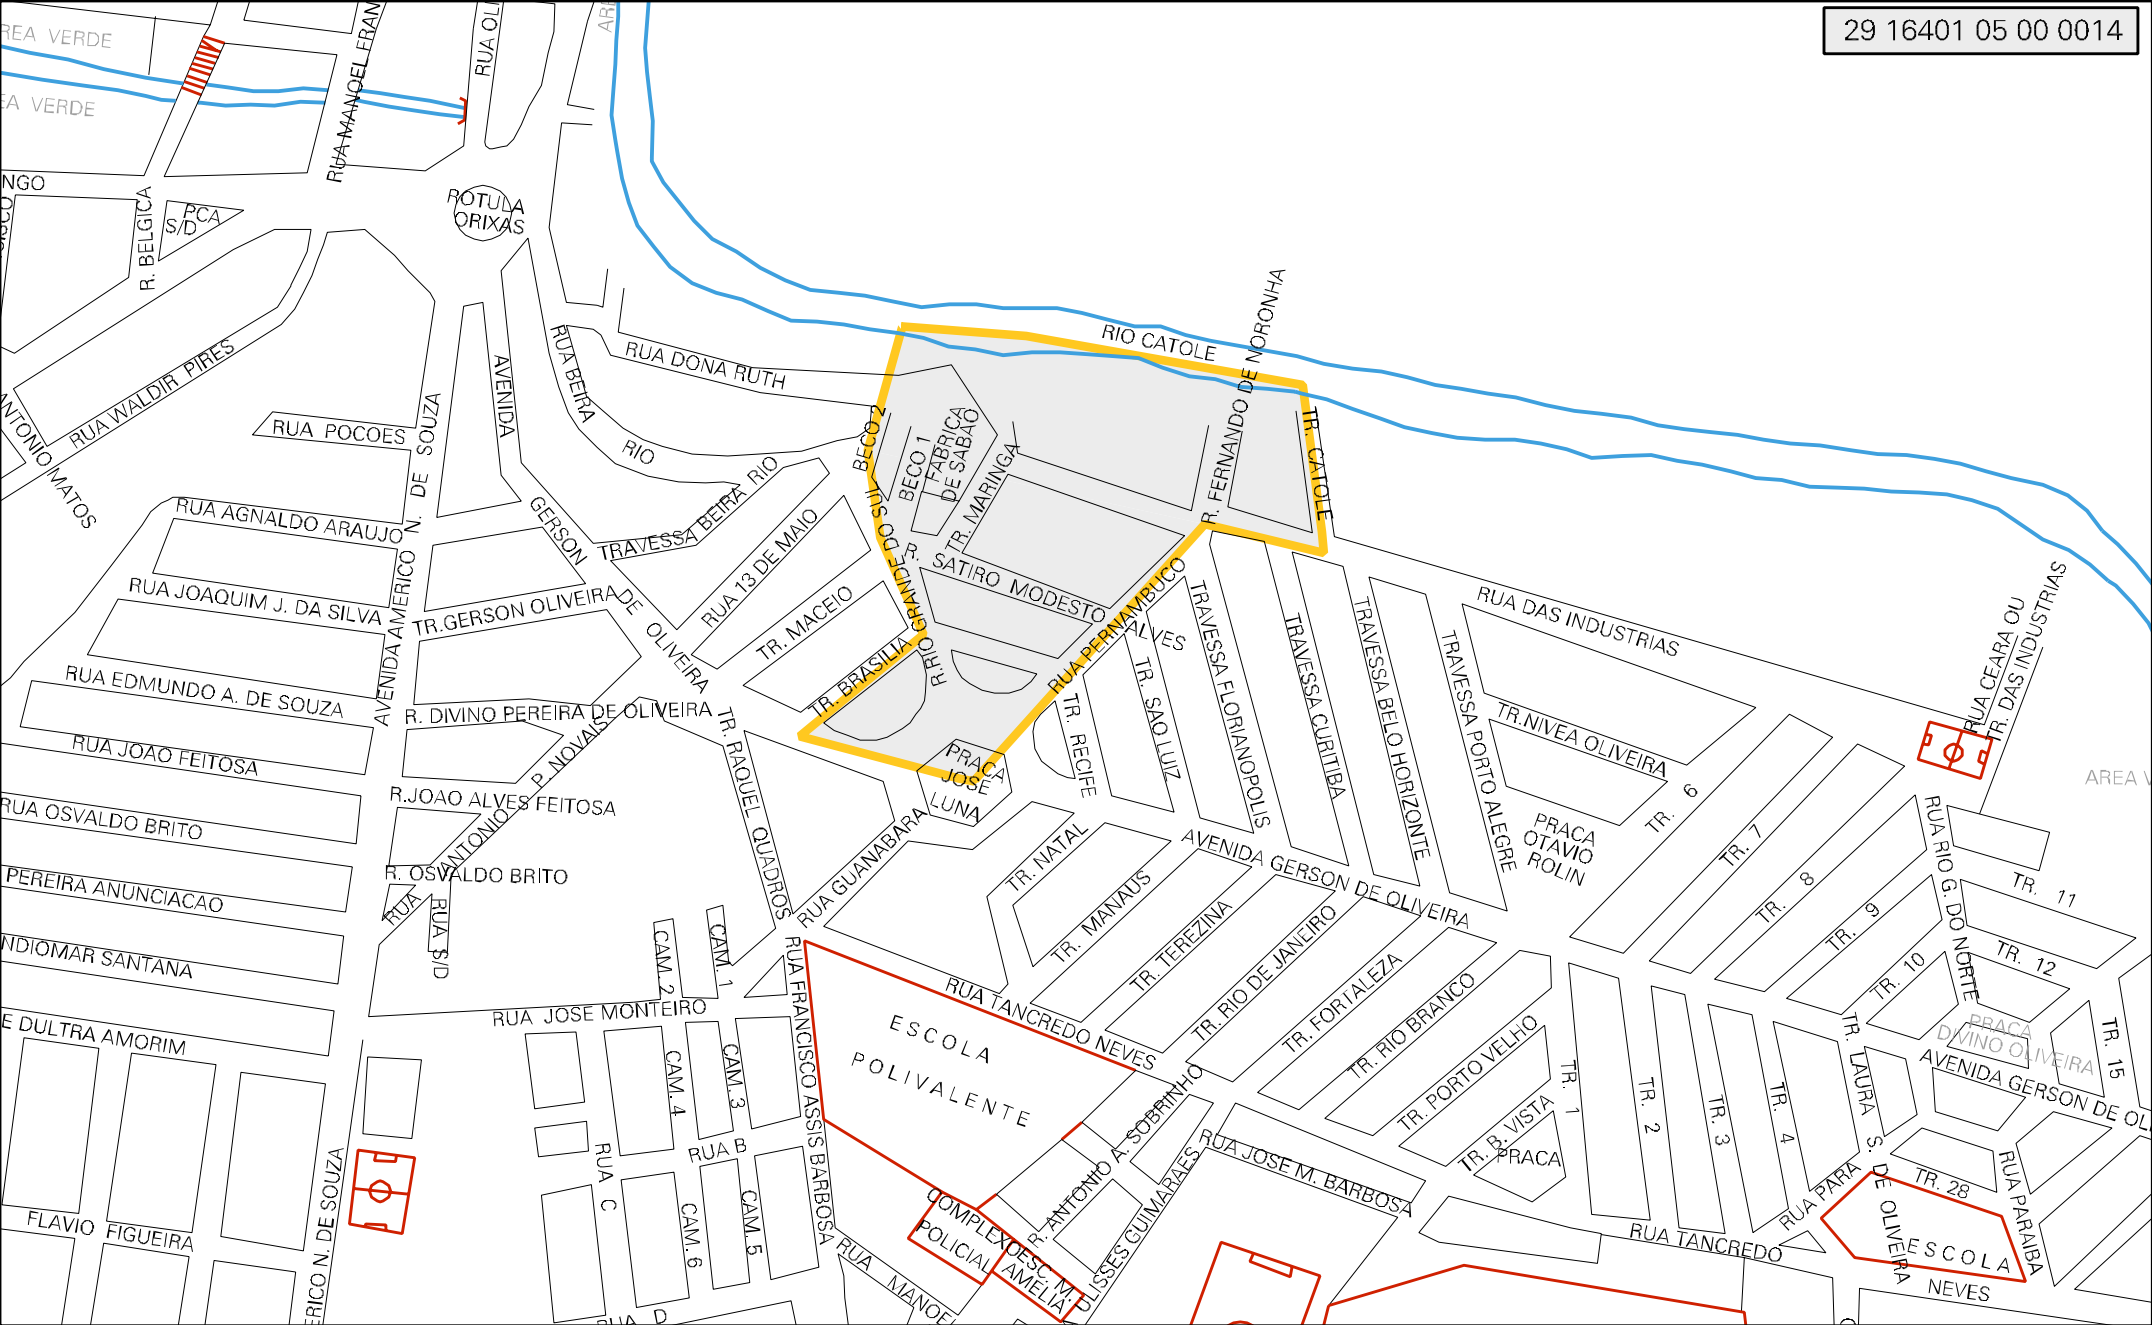 29 16401 05 00 0014
REA VERDE
EA VERDE
NGO
RUA MANOEL FRAN
RUA OLI
ARE
R. BELGICA
PCA
S/D
ROTULA
ORIXAS
RUA WALDIR PIRES
ANTONIO MATOS
RUA POCOES
AVENIDA AMERICO N. DE SOUZA
AVENIDA GERSON DE OLIVEIRA
RUA BEIRA RIO
RUA DONA RUTH
RIO CATOLE
R. FERNANDO DE NORONHA
TR. CATOLE
BECO 2
BECO 1
FABRICA
DE SABAO
TR. MARINGA
R. SATIRO MODESTO ALVES
R.RIO GRANDE DO SUL
TRAVESSA BEIRA RIO
RUA 13 DE MAIO
TR. MACEIO
TR. BRASILIA
RUA PERNAMBUCO
RUA AGNALDO ARAUJO
RUA JOAQUIM J. DA SILVA
TR.GERSON OLIVEIRA
RUA EDMUNDO A. DE SOUZA
R. DIVINO PEREIRA DE OLIVEIRA
RUA JOAO FEITOSA
R.JOAO ALVES FEITOSA
RUA OSVALDO BRITO
R. OSVALDO BRITO
RUA ANTONIO P. NOVAIS
RUA S/D
PEREIRA ANUNCIACAO
NDIOMAR SANTANA
E DULTRA AMORIM
FLAVIO FIGUEIRA
ERICO N. DE SOUZA
TR. RAQUEL QUADROS
PRACA
JOSE
LUNA
RUA GUANABARA
TR. RECIFE
TR. SAO LUIZ
TRAVESSA FLORIANOPOLIS
TRAVESSA CURITIBA
TRAVESSA BELO HORIZONTE
TRAVESSA PORTO ALEGRE
RUA DAS INDUSTRIAS
TR.NIVEA OLIVEIRA
PRACA
OTAVIO
ROLIN
RUA CEARA OU
TR. DAS INDUSTRIAS
AREA V
TR. 6
TR. 7
TR. 8
TR. 9
TR. 10
TR. 11
TR. 12
TR. 15
RUA RIO G. DO NORTE
PRACA
DIVINO OLIVEIRA
AVENIDA GERSON DE OL
AVENIDA GERSON DE OLIVEIRA
TR. NATAL
TR. MANAUS
TR. TEREZINA
TR. RIO DE JANEIRO
TR. FORTALEZA
TR. RIO BRANCO
TR. PORTO VELHO
TR. B. VISTA
PRACA
TR. 1
TR. 2
TR. 3
TR. 4
TR. LAURA S. DE OLIVEIRA
TR. 28
RUA PARA
RUA PARAIBA
ESCOLA
RUA TANCREDO NEVES
RUA TANCREDO NEVES
ESCOLA
POLIVALENTE
RUA FRANCISCO ASSIS BARBOSA
CAM. 2
CAM. 1
RUA JOSE MONTEIRO
CAM. 4
CAM. 3
RUA B
RUA C
CAM. 6
CAM. 5
RUA D
RUA MANOEL
COMPLEXO
POLICIAL
ESC. M.
AMELIA
R. ANTONIO A. SOBRINHO
ULISSES GUIMARAES
RUA JOSE M. BARBOSA